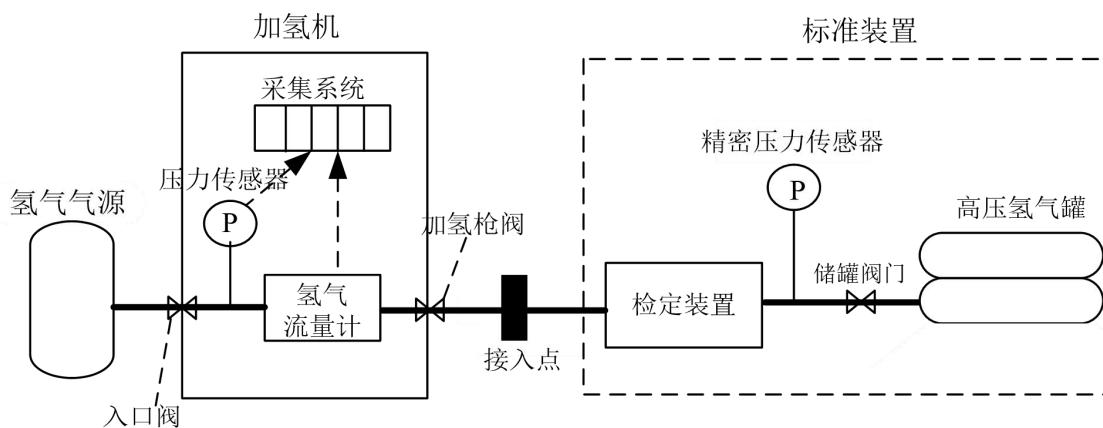 加氢机
标准装置
采集系统
压力传感器
精密压力传感器
氢气气源
P
P
高压氢气罐
加氢枪阀
储罐阀门
氢气
流量计
检定装置
接入点
入口阀